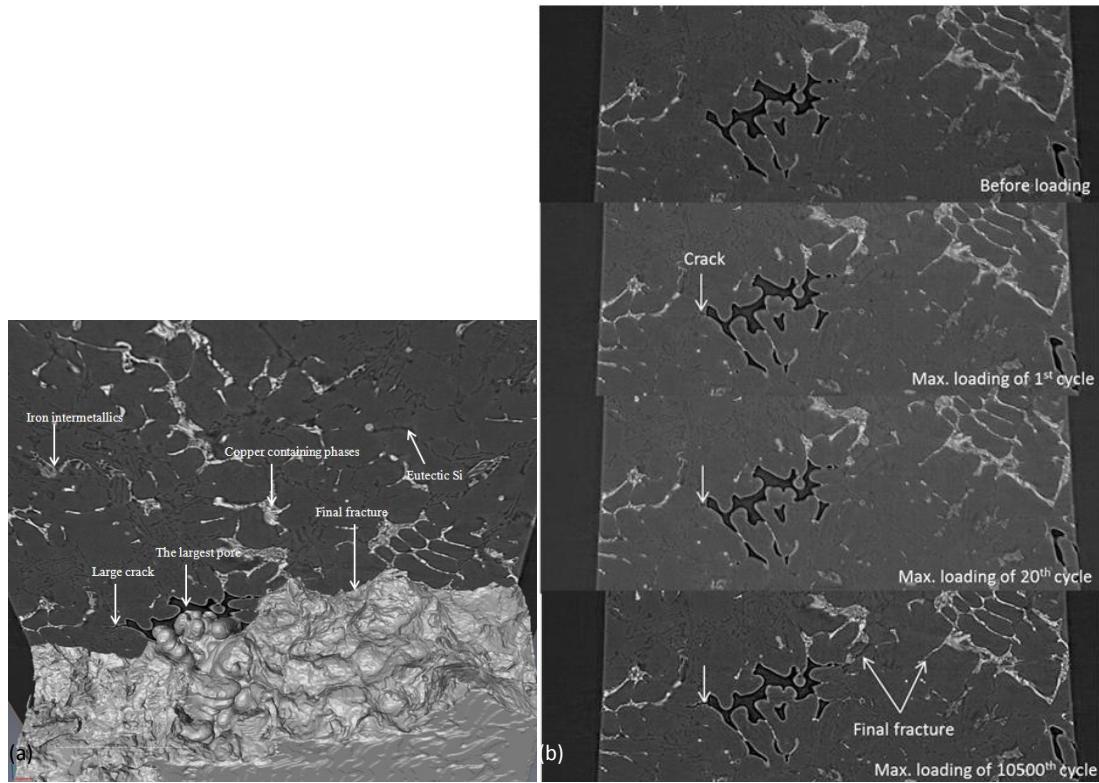 Iron intermetallics
Copper containing phases
Eutectic Si
Final fracture
The largest pore
Large crack
(a)
Before loading
Crack
Max. loading of 1st cycle
Max. loading of 20th cycle
Final fracture
Max. loading of 10500th cycle
(b)